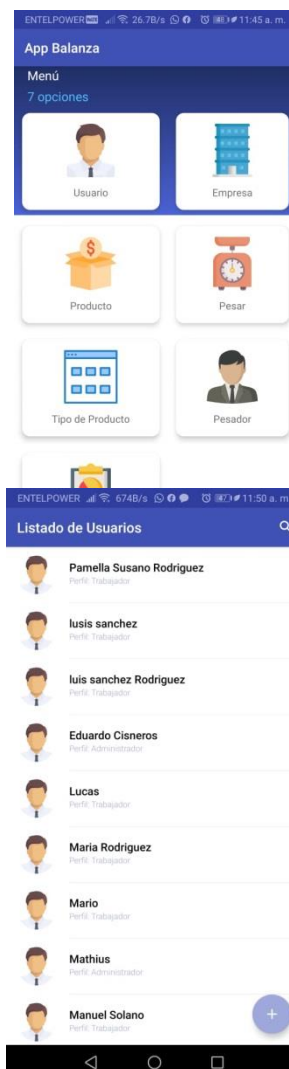 ENTELPOWER 26.7B/s 11:45 a. m.
App Balanza
Menú
7 opciones
Usuario Empresa
Producto Pesar
Tipo de Producto Pesador
ENTELPOWER 674B/s 11:50 a. m.
Listado de Usuarios
Pamella Susano Rodriguez
Perfil: Trabajador
lusis sanchez
Perfil: Trabajador
luis sanchez Rodriguez
Perfil: Trabajador
Eduardo Cisneros
Perfil: Administrador
Lucas
Perfil: Trabajador
Maria Rodriguez
Perfil: Trabajador
Mario
Perfil: Trabajador
Mathius
Perfil: Administrador
Manuel Solano
Perfil: Trabajador